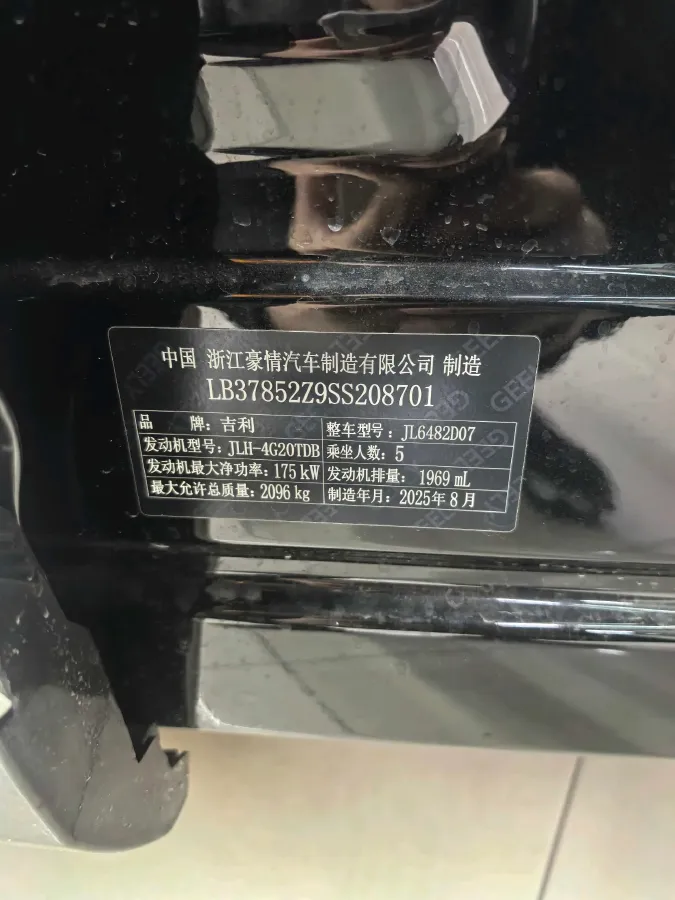 中国 浙江豪情汽车制造有限公司 制造
LB37852Z9SS208701
品 牌：吉利 整车型号：JL6482D07
发动机型号：JLH-4G20TDB 乘坐人数：5
发动机最大净功率：175 kW 发动机排量：1969 mL
最大允许总质量：2096 kg 制造年月：2025年8月